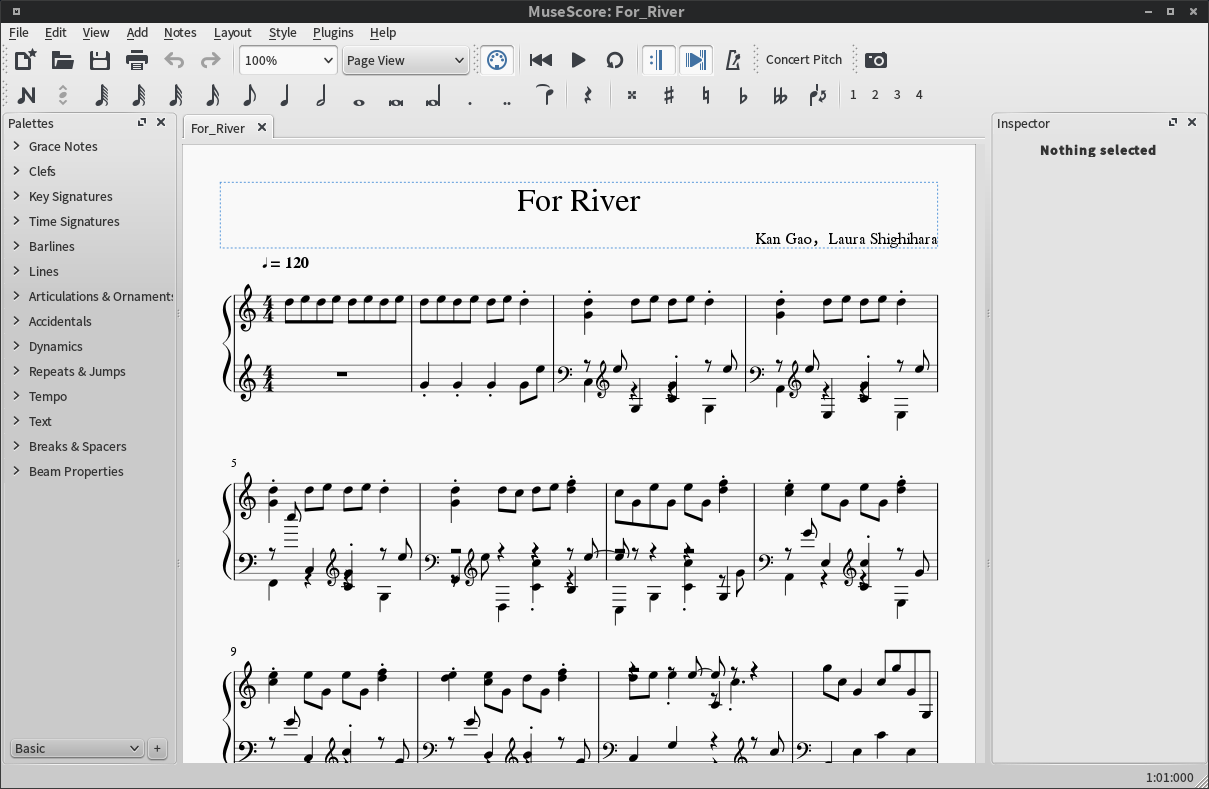 MuseScore: For_River
File Edit View Add Notes Layout Style Plugins Help
100% Page View Concert Pitch
1 2 3 4
Palettes
Grace Notes
Clefs
Key Signatures
Time Signatures
Barlines
Lines
Articulations & Ornaments
Accidentals
Dynamics
Repeats & Jumps
Tempo
Text
Breaks & Spacers
Beam Properties
Basic
+
For_River
For River
Kan Gao, Laura Shighihara
= 120
5
9
Inspector
Nothing selected
1:01:000